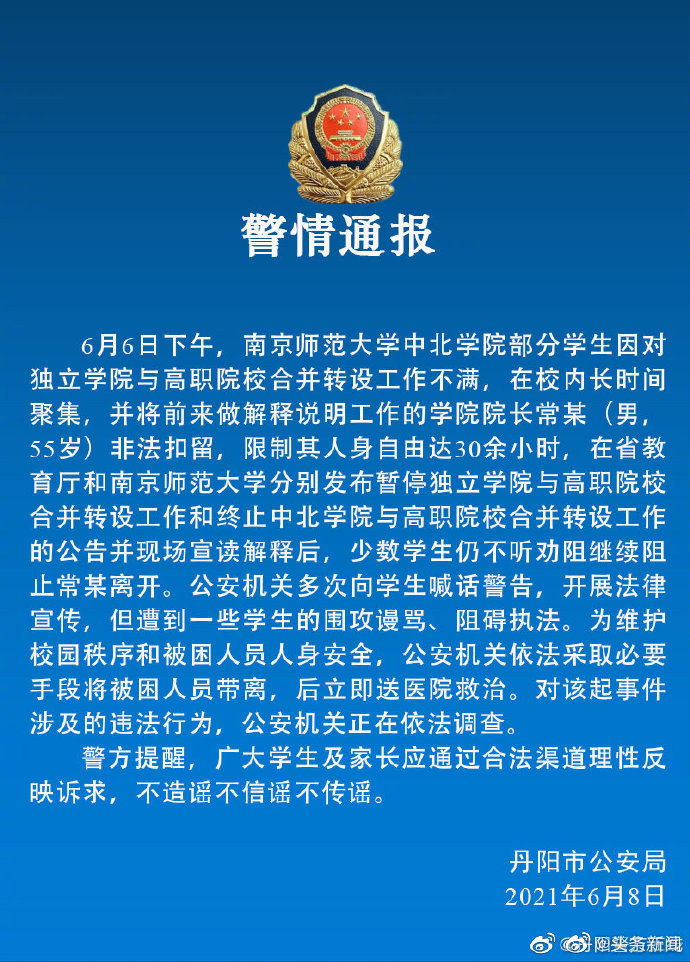 警情通报
6月6日下午，南京师范大学中北学院部分学生因对
独立学院与高职院校合并转设工作不满，在校内长时间
聚集，并将前来做解释说明工作的学院院长常某（男，
55岁）非法扣留，限制其人身自由达30余小时，在省教
育厅和南京师范大学分别发布暂停独立学院与高职院校
合并转设工作和终止中北学院与高职院校合并转设工作
的公告并现场宣读解释后，少数学生仍不听劝阻继续阻
止常某离开。公安机关多次向学生喊话警告，开展法律
宣传，但遭到一些学生的围攻谩骂、阻碍执法。为维护
校园秩序和被困人员人身安全，公安机关依法采取必要
手段将被困人员带离，后立即送医院救治。对该起事件
涉及的违法行为，公安机关正在依法调查。
警方提醒，广大学生及家长应通过合法渠道理性反
映诉求，不造谣不信谣不传谣。
丹阳市公安局
2021年6月8日